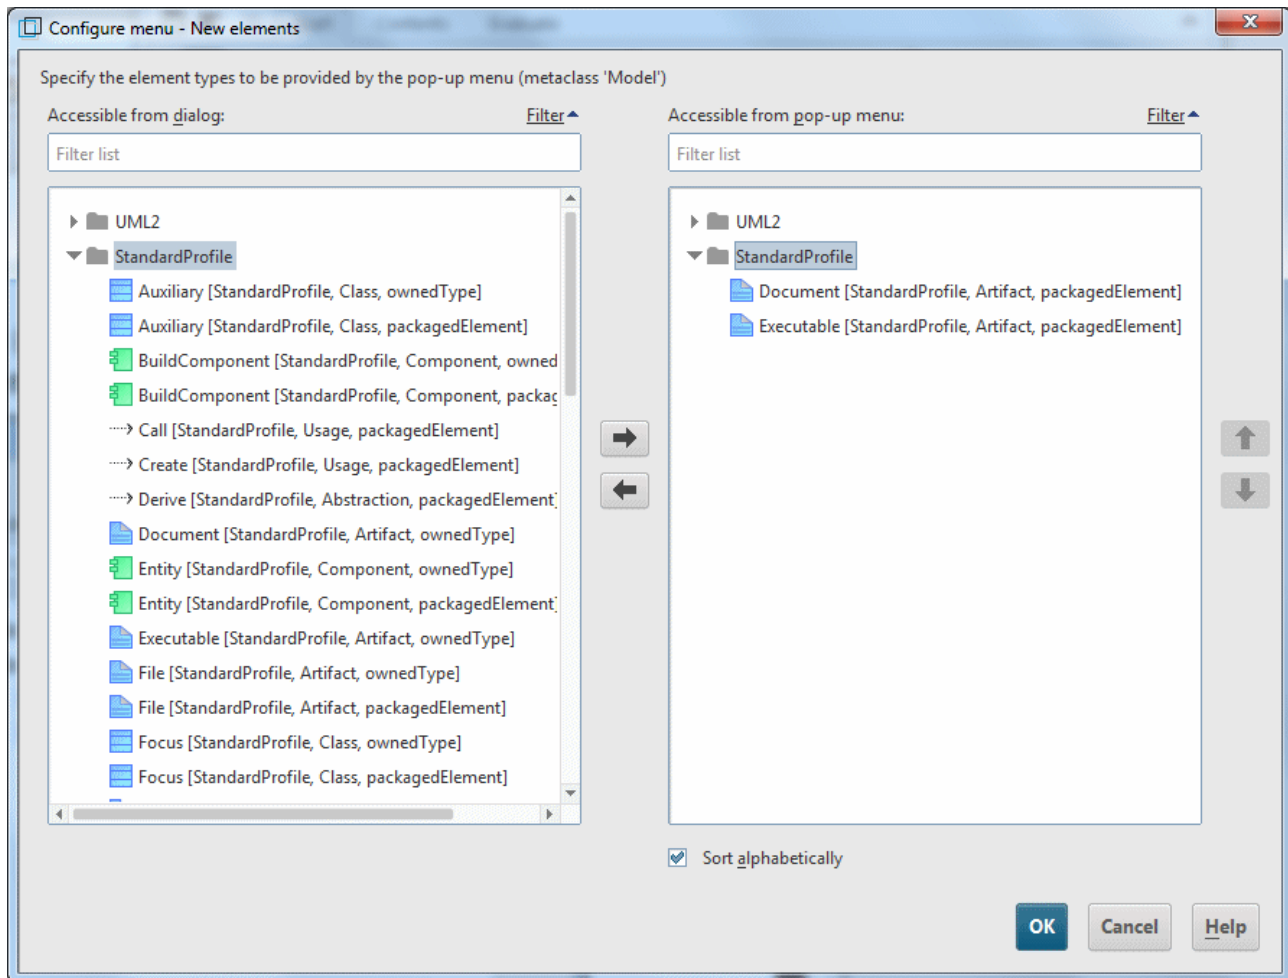 Configure menu - New elements
Specify the element types to be provided by the pop-up menu (metaclass 'Model')
Accessible from dialog:
Filter
Filter list
UML2
StandardProfile
Auxiliary [StandardProfile, Class, ownedType]
Auxiliary [StandardProfile, Class, packagedElement]
BuildComponent [StandardProfile, Component, owned
BuildComponent [StandardProfile, Component, packag
Call [StandardProfile, Usage, packagedElement]
Create [StandardProfile, Usage, packagedElement]
Derive [StandardProfile, Abstraction, packagedElement]
Document [StandardProfile, Artifact, ownedType]
Entity [StandardProfile, Component, ownedType]
Entity [StandardProfile, Component, packagedElement]
Executable [StandardProfile, Artifact, ownedType]
File [StandardProfile, Artifact, ownedType]
File [StandardProfile, Artifact, packagedElement]
Focus [StandardProfile, Class, ownedType]
Focus [StandardProfile, Class, packagedElement]
Accessible from pop-up menu:
Filter
Filter list
UML2
StandardProfile
Document [StandardProfile, Artifact, packagedElement]
Executable [StandardProfile, Artifact, packagedElement]
Sort alphabetically
OK
Cancel
Help